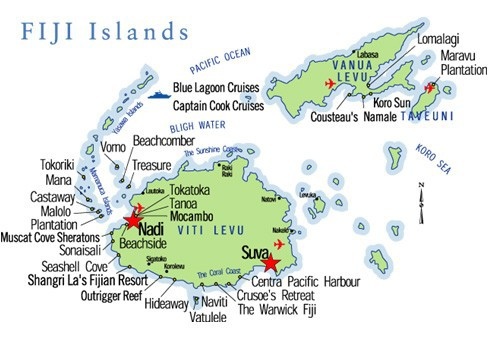 FIJI Islands
PACIFIC OCEAN
Blue Lagoon Cruises
Captain Cook Cruises
Labasa
VANUA
LEVU
Lomalagi
Maravu
Plantation
Koro Sun
Cousteau's
Namale
TAVEUNI
KORO SEA
Yasawa Islands
BLIGH WATER
The Sunshine Coast
Vomo
Beachcomber
Treasure
Tokoriki
Mana
Mamanuca Islands
Castaway
Malolo
Plantation
Muscat Cove
Sheratons
Sonaisali
Lautoka
Tokatoka
Tanoa
Mocambo
Nadi
Beachside
Raki
Raki
VITI LEVU
Natovi
Levuka
Nakelo
Suva
Sigatoka
Korolevu
The Coral Coast
Seashell Cove
Shangri La's Fijian Resort
Outrigger Reef
Hideaway
Naviti
Vatulele
Centra Pacific Harbour
Crusoe's Retreat
The Warwick Fiji
N